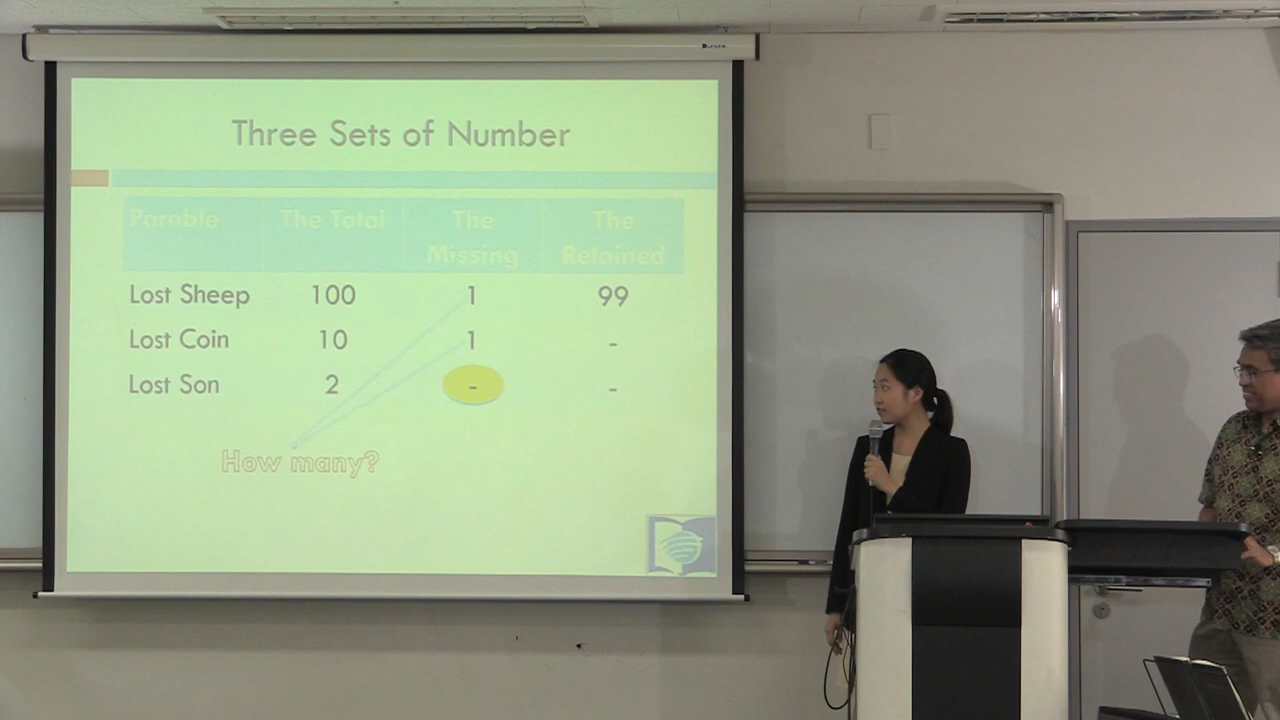 Three Sets of Number
Parable The Total The Missing The Retained
Lost Sheep 100 1 99
Lost Coin 10 1 -
Lost Son 2 - -
How many?